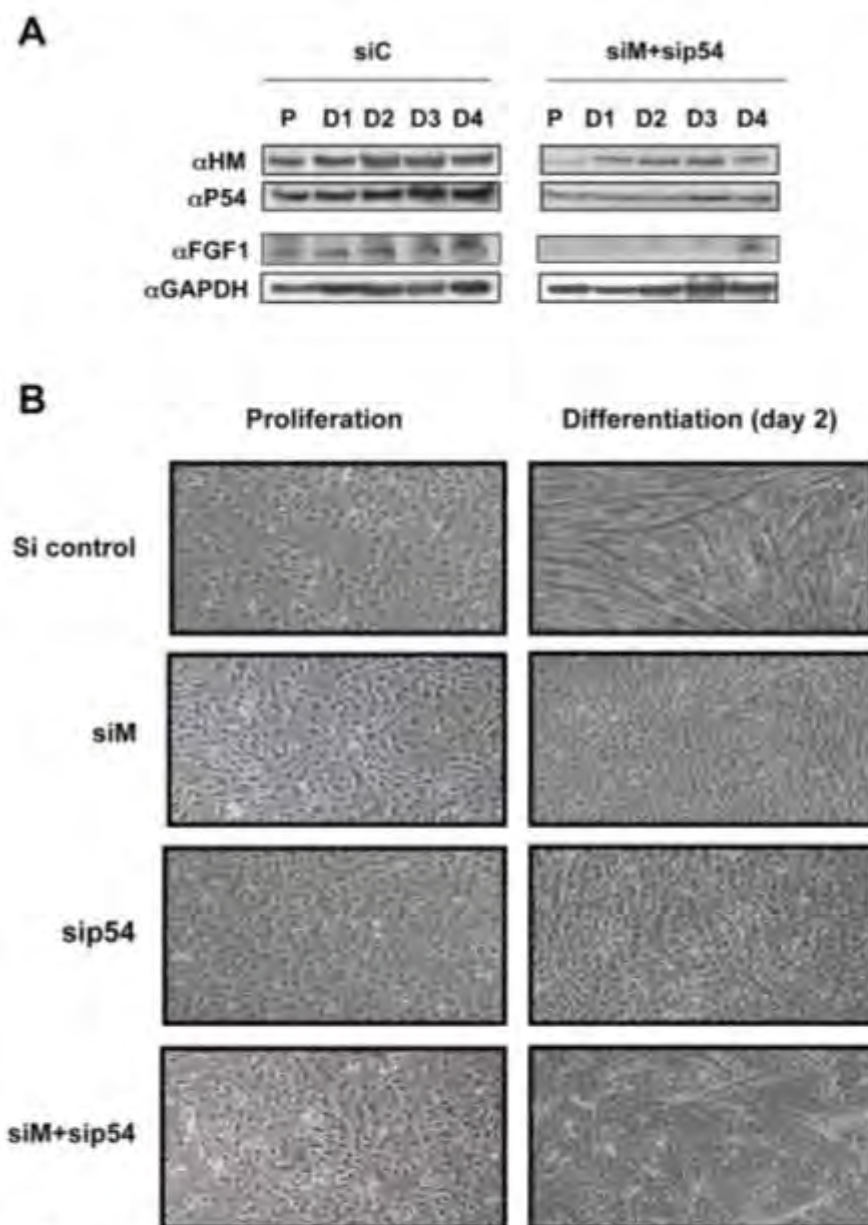 A
siC siM+sip54
P D1 D2 D3 D4 P D1 D2 D3 D4
αHM
αP54
αFGF1
αGAPDH
B
Proliferation Differentiation (day 2)
Si control
siM
sip54
siM+sip54